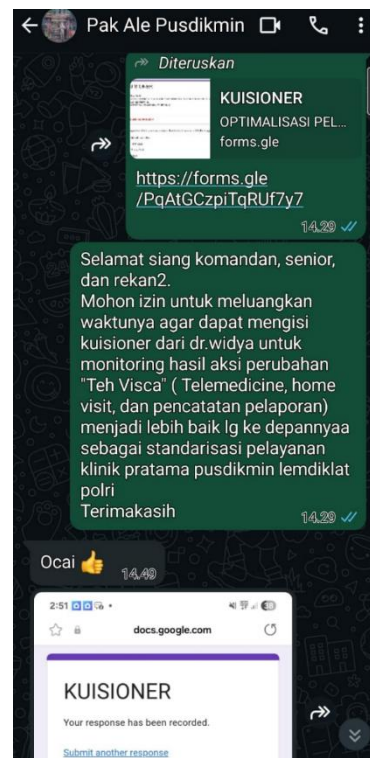 Pak Ale Pusdikmin
Diteruskan
KUISIONER
OPTIMALISASI PEL...
forms.gle
https://forms.gle
/PqAtGCzpiTqRUf7y7
14.29
Selamat siang komandan, senior,
dan rekan2.
Mohon izin untuk meluangkan
waktunya agar dapat mengisi
kuisioner dari dr.widya untuk
monitoring hasil aksi perubahan
"Teh Visca" ( Telemedicine, home
visit, dan pencatatan pelaporan)
menjadi lebih baik lg ke depannyaa
sebagai standarisasi pelayanan
klinik pratama pusdikmin lemdiklat
polri
Terimakasih
14.29
Ocai 👍
14.49
2:51
docs.google.com
KUISIONER
Your response has been recorded.
Submit another response